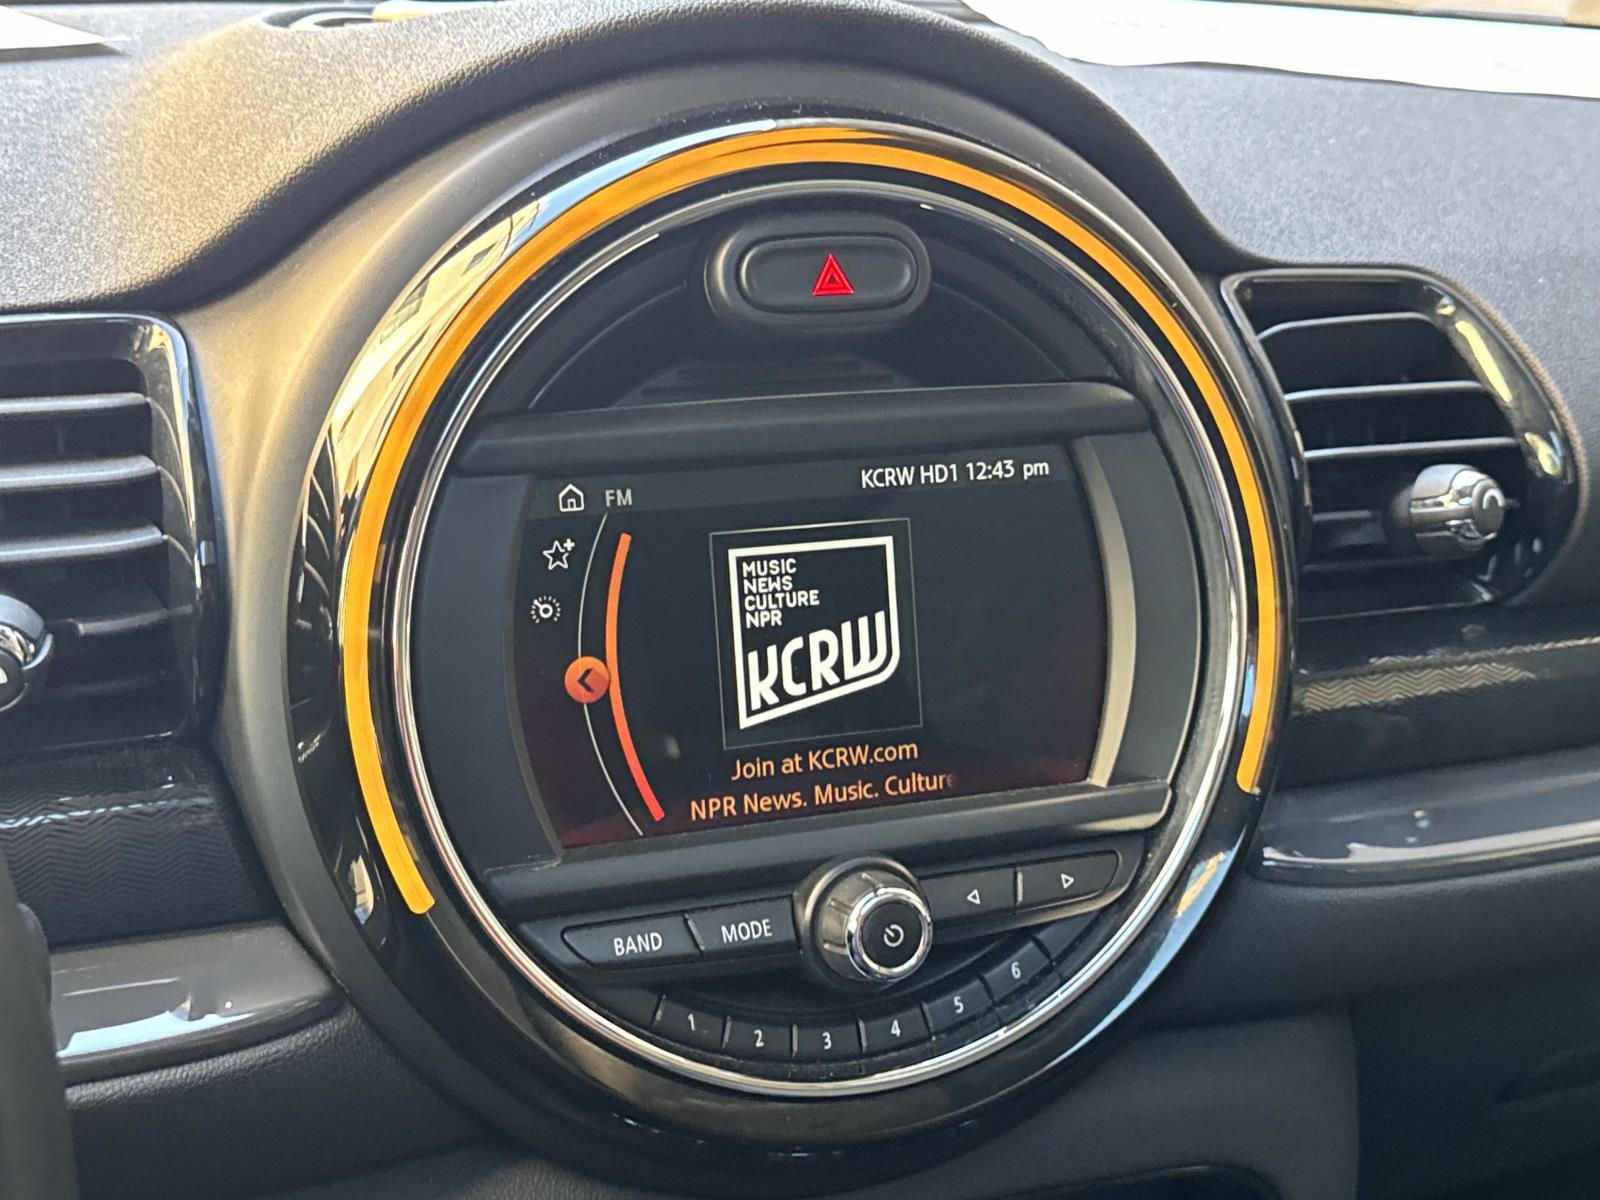 KCRW HD1 12:43 pm
FM
MUSIC
NEWS
CULTURE
NPR
KCRW
Join at KCRW.com
NPR News. Music. Culture
BAND
MODE
1
2
3
4
5
6